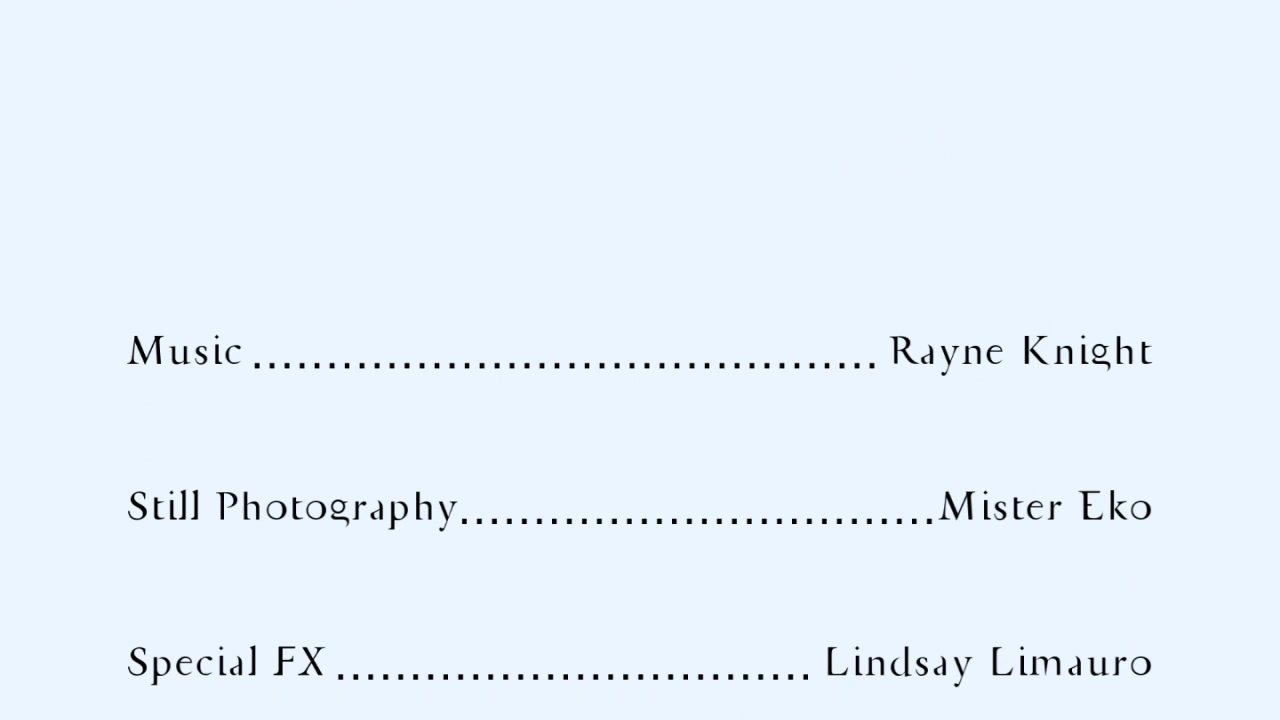 Music ........................................... Rayne Knight
Still Photography.................................Mister Eko
Special FX ................................. Lindsay Limauro